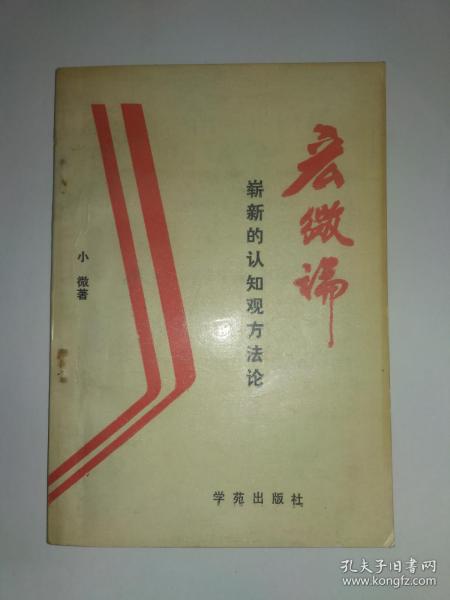 宏微论
崭新的认知观方法论
小微著
学苑出版社
孔夫子旧书网
www.kongfz.com